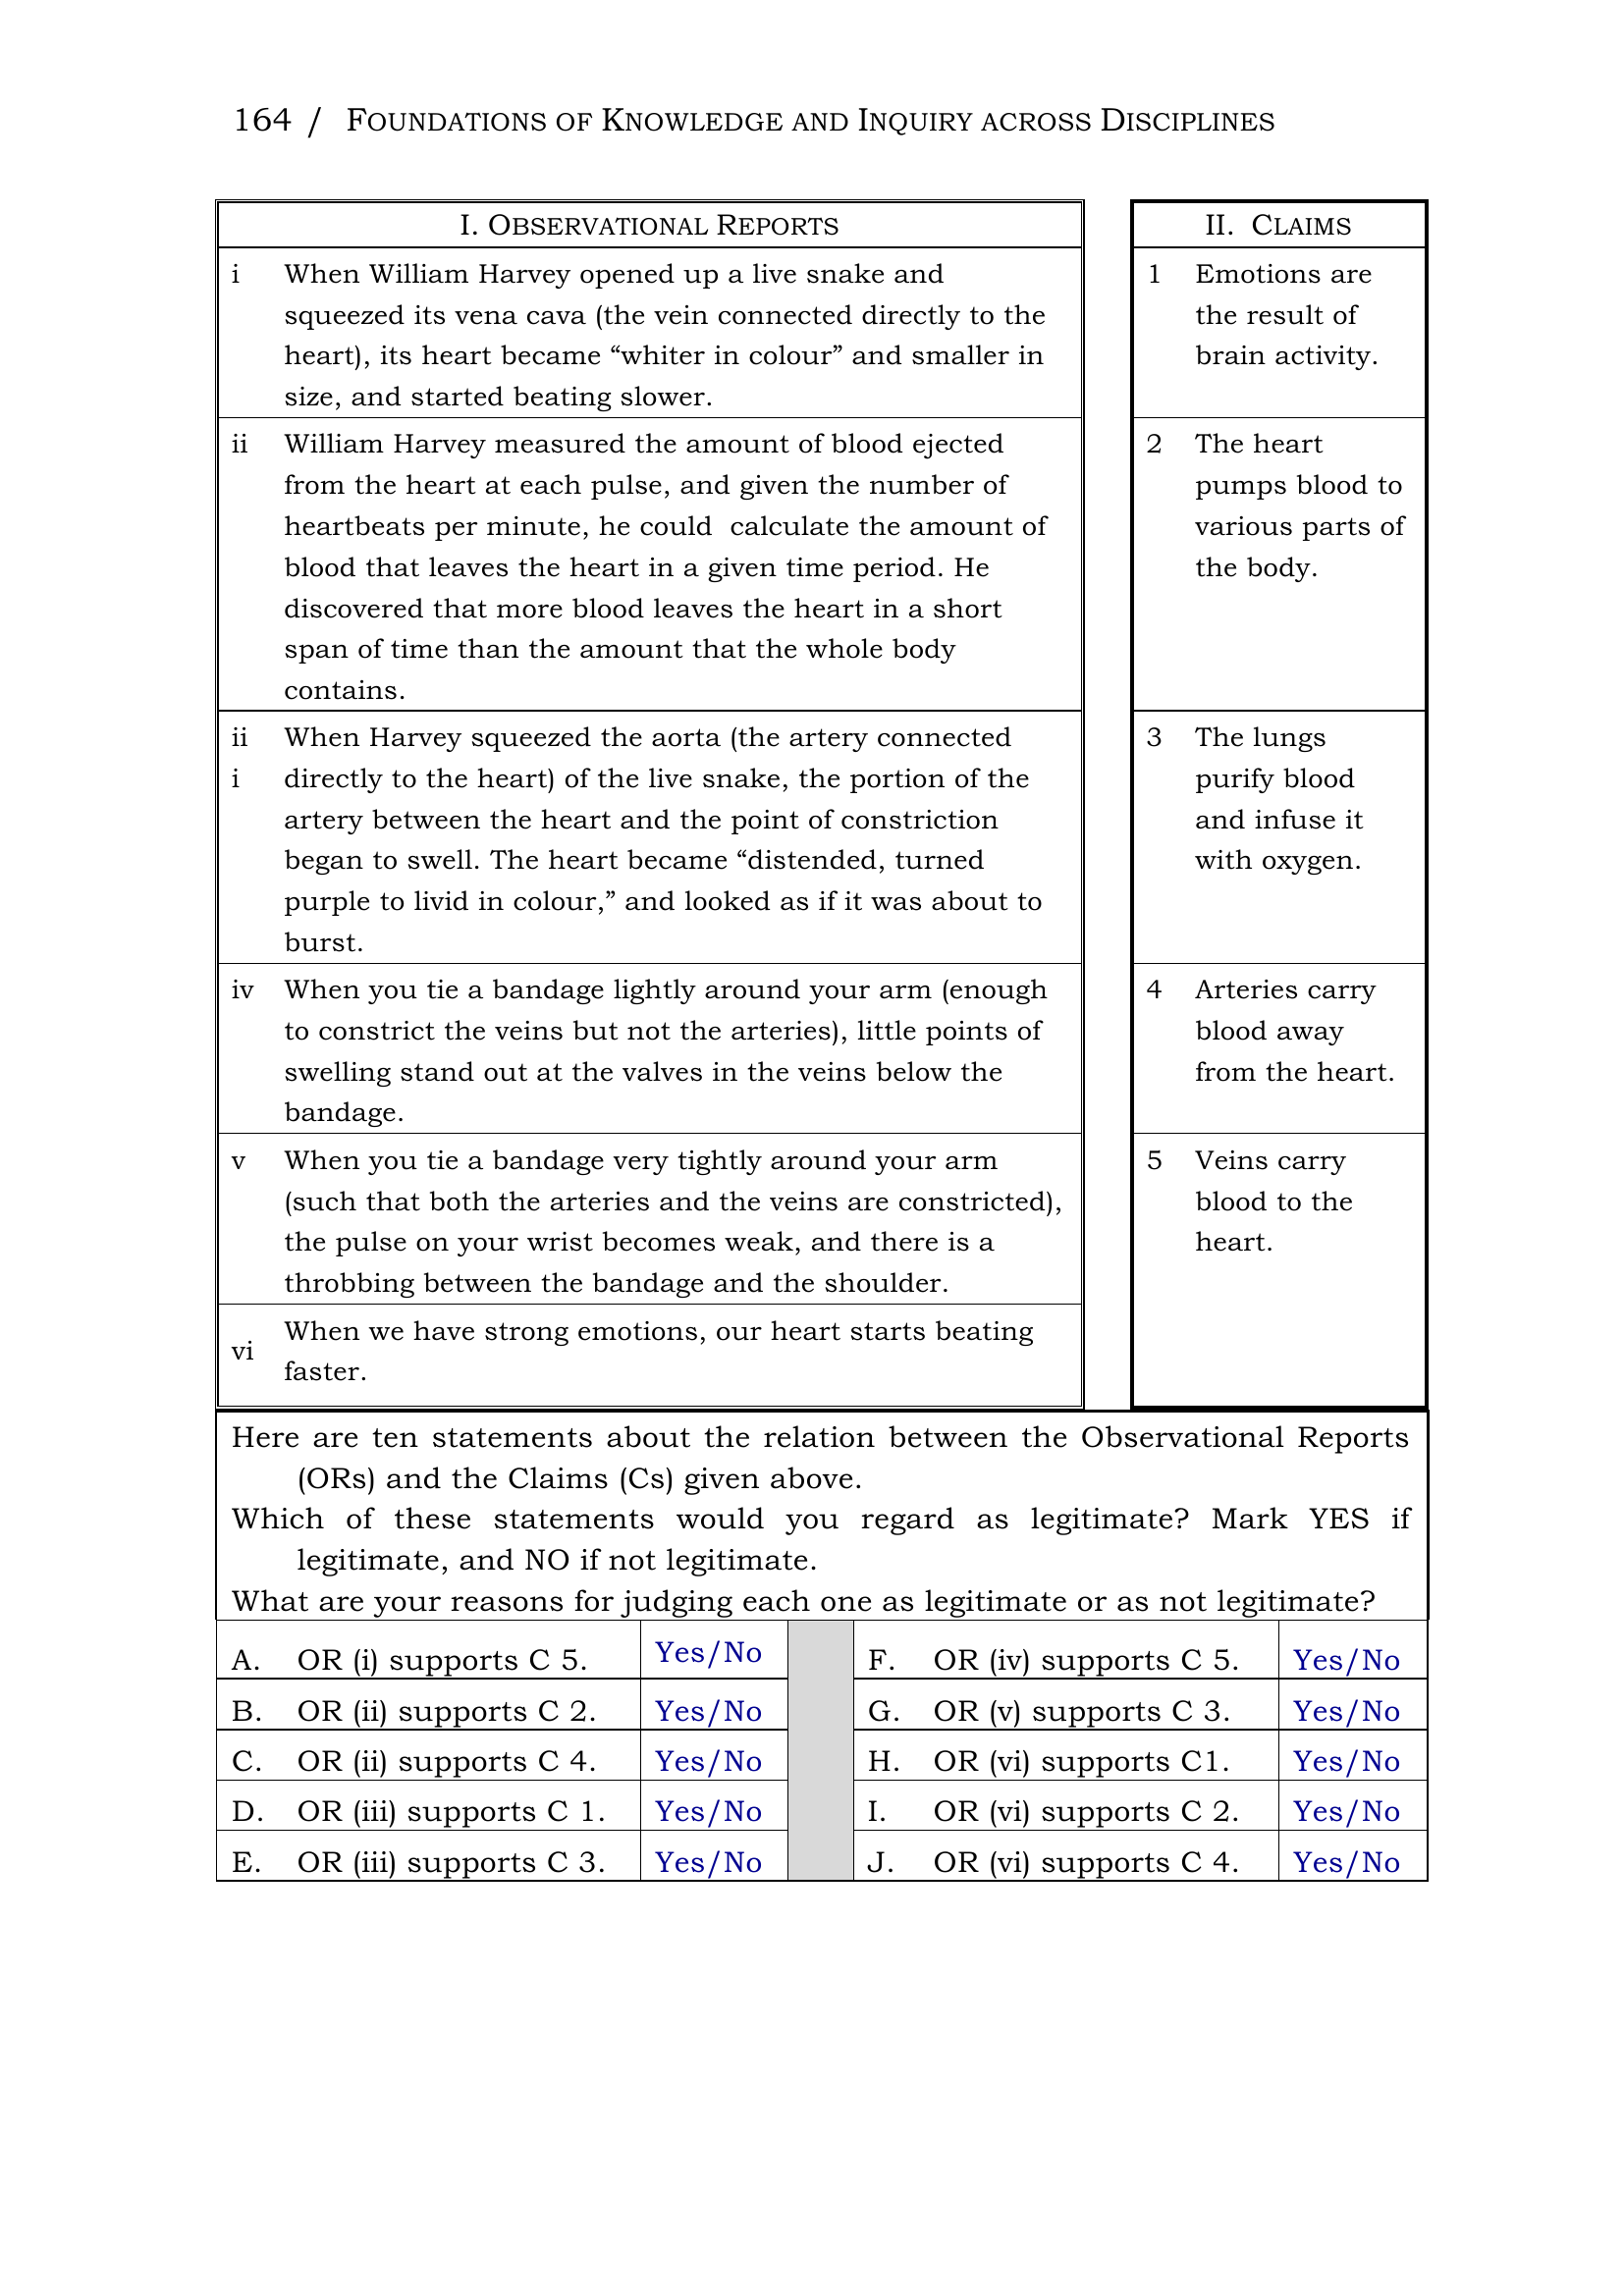 164 / FOUNDATIONS OF KNOWLEDGE AND INQUIRY ACROSS DISCIPLINES
I. OBSERVATIONAL REPORTS
i When William Harvey opened up a live snake and
squeezed its vena cava (the vein connected directly to the
heart), its heart became “whiter in colour” and smaller in
size, and started beating slower.
ii William Harvey measured the amount of blood ejected
from the heart at each pulse, and given the number of
heartbeats per minute, he could calculate the amount of
blood that leaves the heart in a given time period. He
discovered that more blood leaves the heart in a short
span of time than the amount that the whole body
contains.
ii When Harvey squeezed the aorta (the artery connected
i directly to the heart) of the live snake, the portion of the
artery between the heart and the point of constriction
began to swell. The heart became “distended, turned
purple to livid in colour,” and looked as if it was about to
burst.
iv When you tie a bandage lightly around your arm (enough
to constrict the veins but not the arteries), little points of
swelling stand out at the valves in the veins below the
bandage.
v When you tie a bandage very tightly around your arm
(such that both the arteries and the veins are constricted),
the pulse on your wrist becomes weak, and there is a
throbbing between the bandage and the shoulder.
vi When we have strong emotions, our heart starts beating
faster.
II. CLAIMS
1 Emotions are
the result of
brain activity.
2 The heart
pumps blood to
various parts of
the body.
3 The lungs
purify blood
and infuse it
with oxygen.
4 Arteries carry
blood away
from the heart.
5 Veins carry
blood to the
heart.
Here are ten statements about the relation between the Observational Reports
(ORs) and the Claims (Cs) given above.
Which of these statements would you regard as legitimate? Mark YES if
legitimate, and NO if not legitimate.
What are your reasons for judging each one as legitimate or as not legitimate?
A. OR (i) supports C 5. Yes/No
B. OR (ii) supports C 2. Yes/No
C. OR (ii) supports C 4. Yes/No
D. OR (iii) supports C 1. Yes/No
E. OR (iii) supports C 3. Yes/No
F. OR (iv) supports C 5. Yes/No
G. OR (v) supports C 3. Yes/No
H. OR (vi) supports C1. Yes/No
I. OR (vi) supports C 2. Yes/No
J. OR (vi) supports C 4. Yes/No